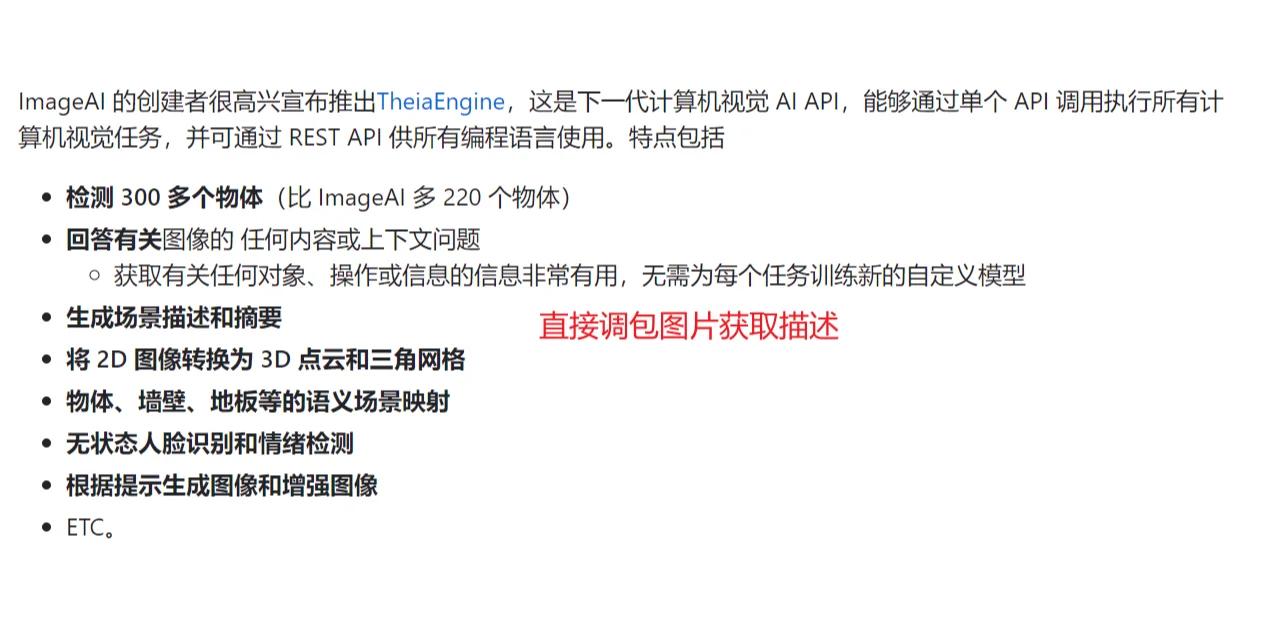 ImageAI 的创建者很高兴宣布推出TheiaEngine，这是下一代计算机视觉 AI API，能够通过单个 API 调用执行所有计
算机视觉任务，并可通过 REST API 供所有编程语言使用。特点包括
• 检测 300 多个物体（比 ImageAI 多 220 个物体）
• 回答有关图像的 任何内容或上下文问题
○ 获取有关任何对象、操作或信息的信息非常有用，无需为每个任务训练新的自定义模型
• 生成场景描述和摘要
直接调包图片获取描述
• 将 2D 图像转换为 3D 点云和三角网格
• 物体、墙壁、地板等的语义场景映射
• 无状态人脸识别和情绪检测
• 根据提示生成图像和增强图像
• ETC。